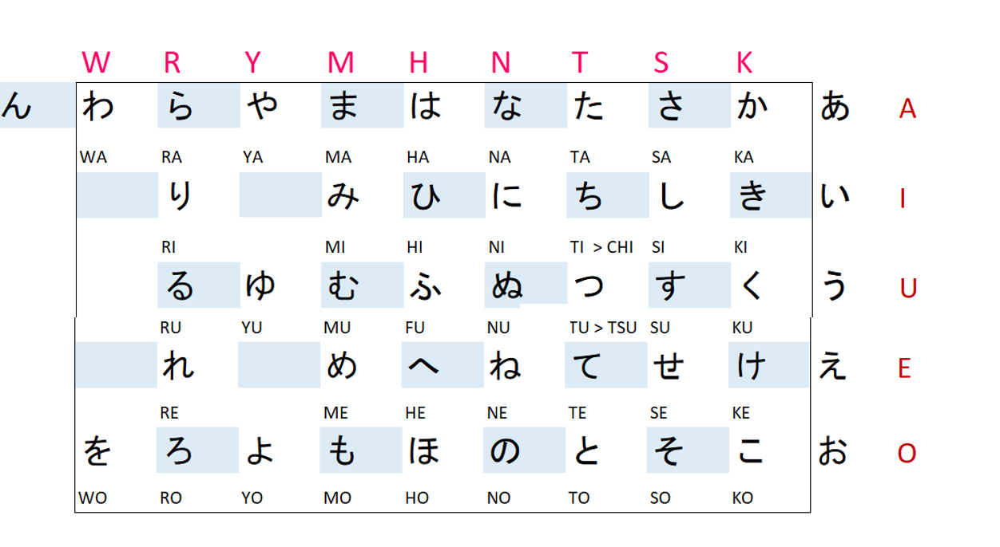 W R Y M H N T S K
ん わ ら や ま は な た さ か あ A
WA RA YA MA HA NA TA SA KA
り み ひ に ち し き い I
RI MI HI NI TI > CHI SI KI
る ゆ む ふ ぬ つ す く う U
RU YU MU FU NU TU > TSU SU KU
れ め へ ね て せ け え E
RE ME HE NE TE SE KE
を ろ よ も ほ の と そ こ お O
WO RO YO MO HO NO TO SO KO